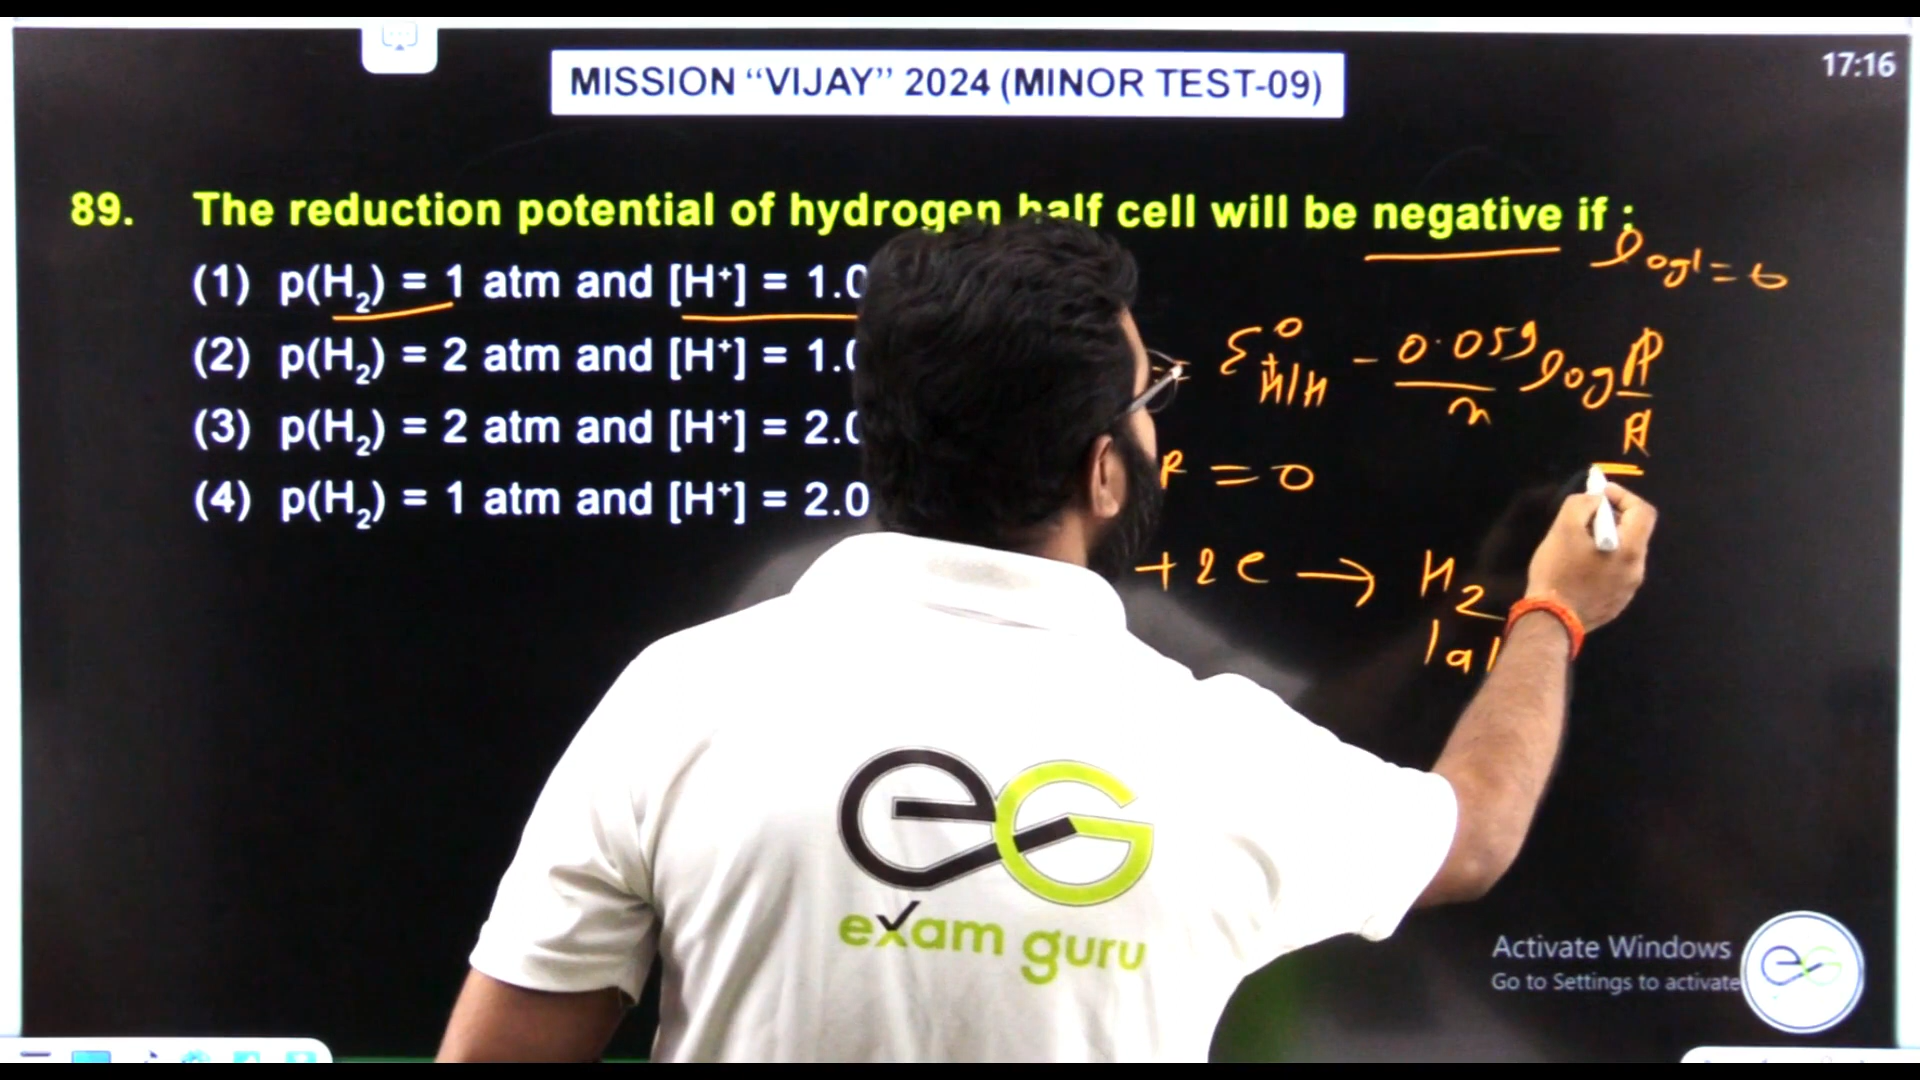 17:16
MISSION “VIJAY” 2024 (MINOR TEST-09)
89. The reduction potential of hydrogen half cell will be negative if :
(1) p(H₂) = 1 atm and [H⁺] = 1.0
(2) p(H₂) = 2 atm and [H⁺] = 1.0
(3) p(H₂) = 2 atm and [H⁺] = 2.0
(4) p(H₂) = 1 atm and [H⁺] = 2.0
log1 = 0
= ε⁰ H⁺/H - 0.059/n log P/R
= 0
+ 2e → H₂
eG
exam guru
Activate Windows
Go to Settings to activate
eG